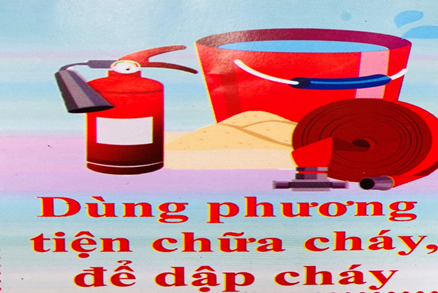 Dùng phương
tiện chữa cháy,
để dập cháy